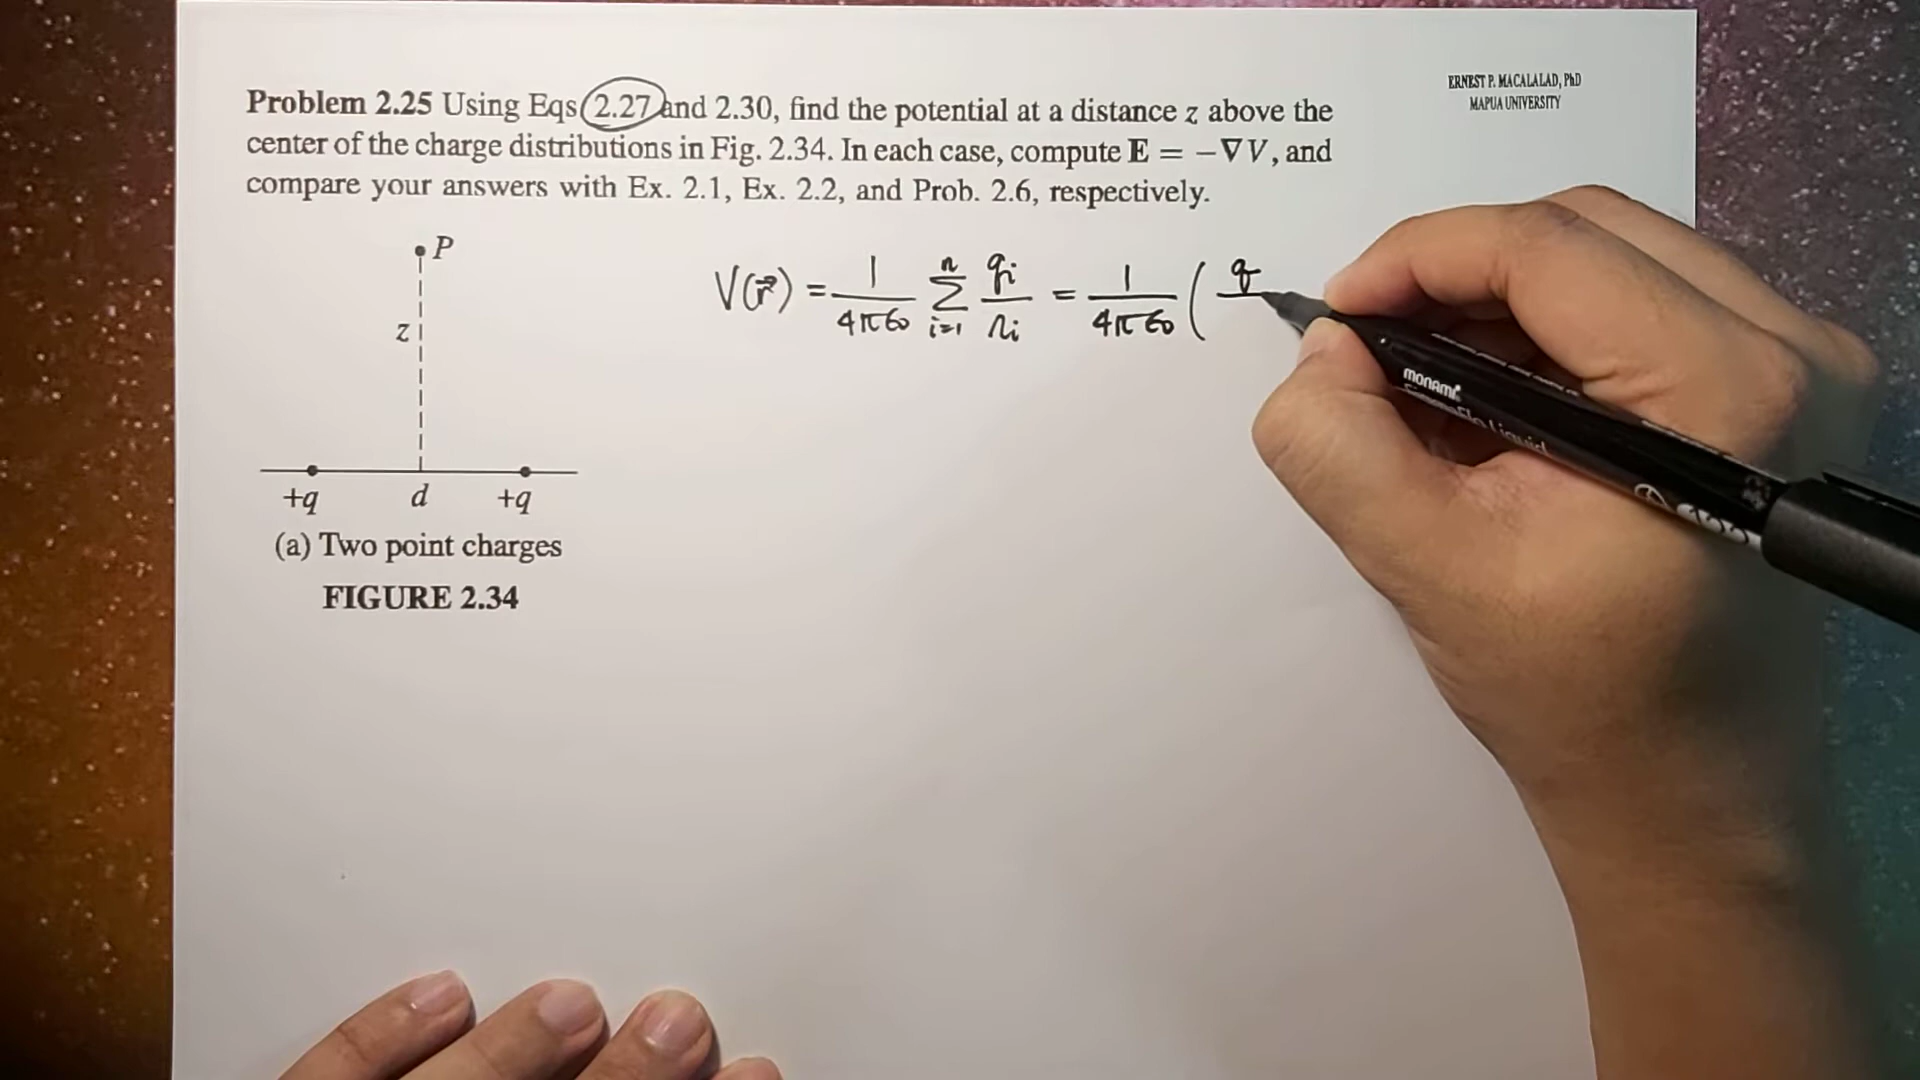 ERNEST P. MACALALAD, PhD
MAPUA UNIVERSITY
Problem 2.25 Using Eqs 2.27 and 2.30, find the potential at a distance z above the
center of the charge distributions in Fig. 2.34. In each case, compute E = −∇V, and
compare your answers with Ex. 2.1, Ex. 2.2, and Prob. 2.6, respectively.
P
z
+q d +q
(a) Two point charges
FIGURE 2.34
V(r⃗) = 1/4πε0 Σ_{i=1}^{n} qi/ri = 1/4πε0 ( q
monami
Liquid